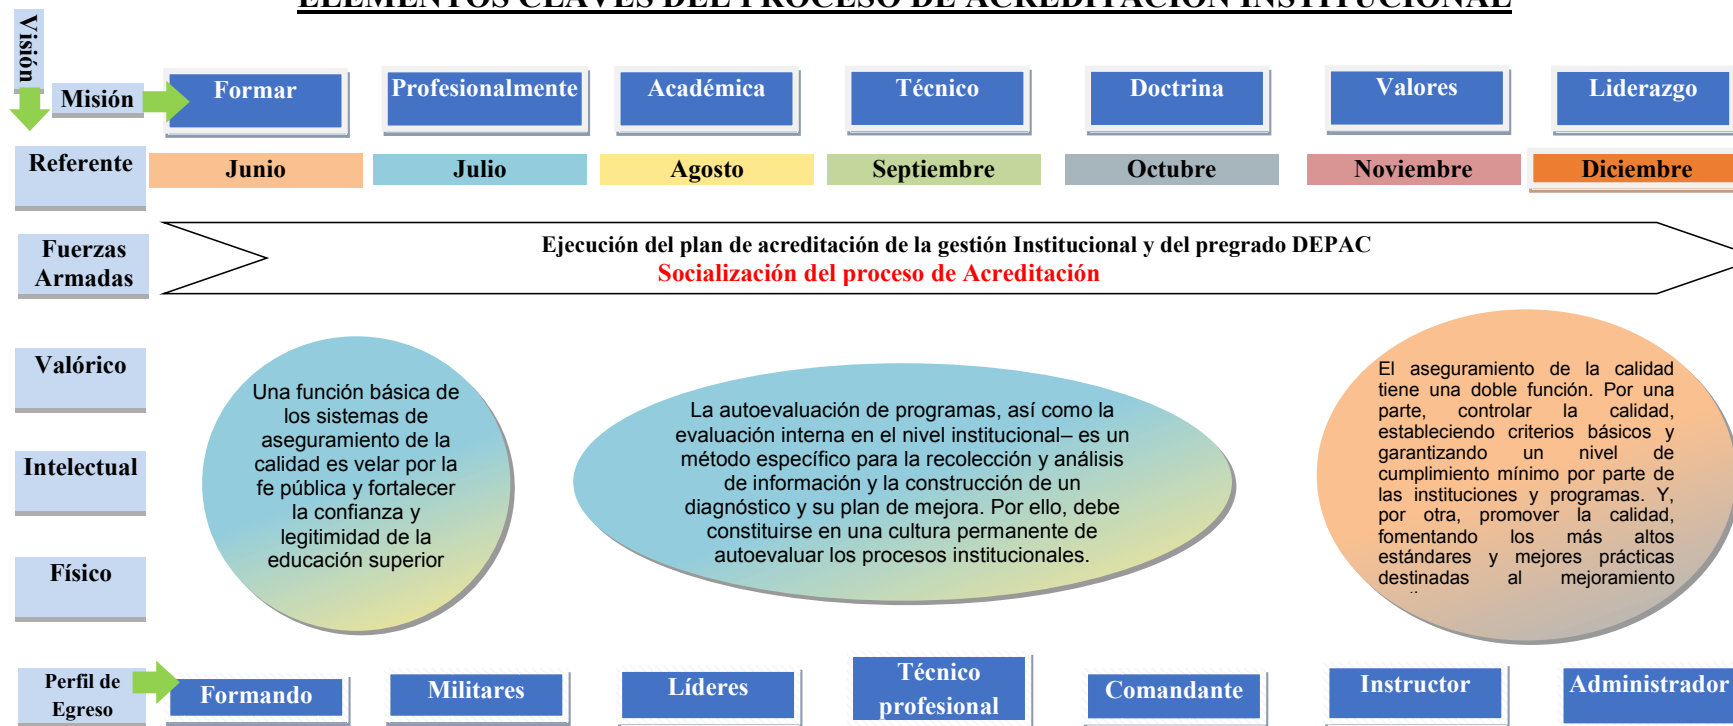 ELEMENTOS CLAVES DEL PROCESO DE ACREDITACIÓN INSTITUCIONAL
Visión
Misión
Formar
Profesionalmente
Académica
Técnico
Doctrina
Valores
Liderazgo
Referente
Junio
Julio
Agosto
Septiembre
Octubre
Noviembre
Diciembre
Fuerzas
Armadas
Ejecución del plan de acreditación de la gestión Institucional y del pregrado DEPAC
Socialización del proceso de Acreditación
Valórico
Intelectual
Físico
Una función básica de
los sistemas de
aseguramiento de la
calidad es velar por la
fe pública y fortalecer
la confianza y
legitimidad de la
educación superior
La autoevaluación de programas, así como la
evaluación interna en el nivel institucional– es un
método específico para la recolección y análisis
de información y la construcción de un
diagnóstico y su plan de mejora. Por ello, debe
constituirse en una cultura permanente de
autoevaluar los procesos institucionales.
El aseguramiento de la calidad
tiene una doble función. Por una
parte, controlar la calidad,
estableciendo criterios básicos y
garantizando un nivel de
cumplimiento mínimo por parte de
las instituciones y programas. Y,
por otra, promover la calidad,
fomentando los más altos
estándares y mejores prácticas
destinadas al mejoramiento
Perfil de
Egreso
Formando
Militares
Líderes
Técnico
profesional
Comandante
Instructor
Administrador